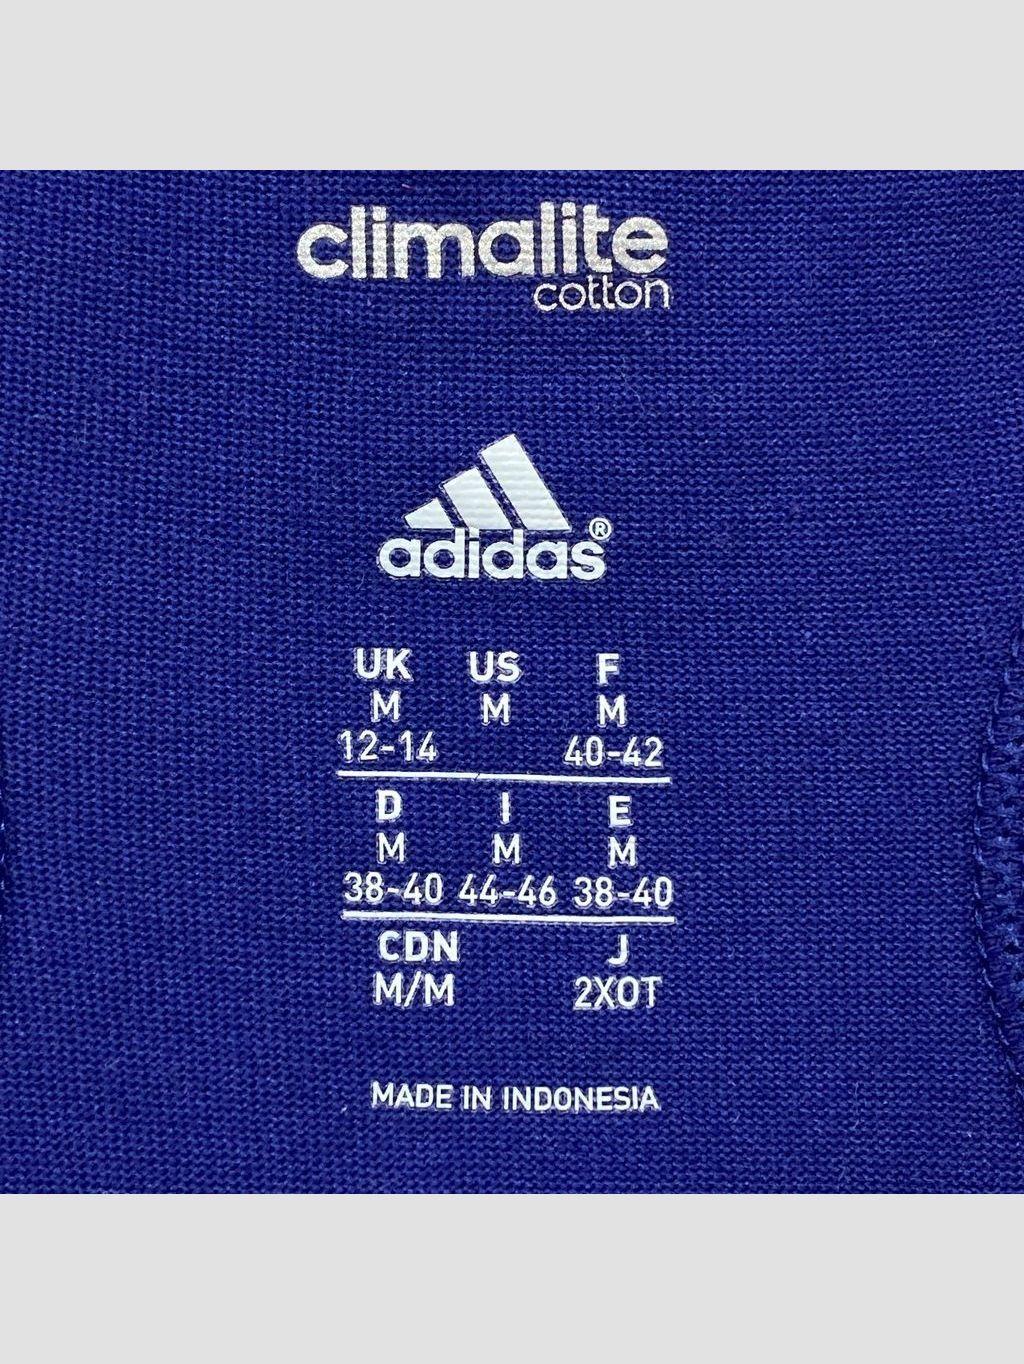 climalite
cotton
adidas®
UK US F
M M M
12-14 40-42
D I E
M M M
38-40 44-46 38-40
CDN J
M/M 2XOT
MADE IN INDONESIA